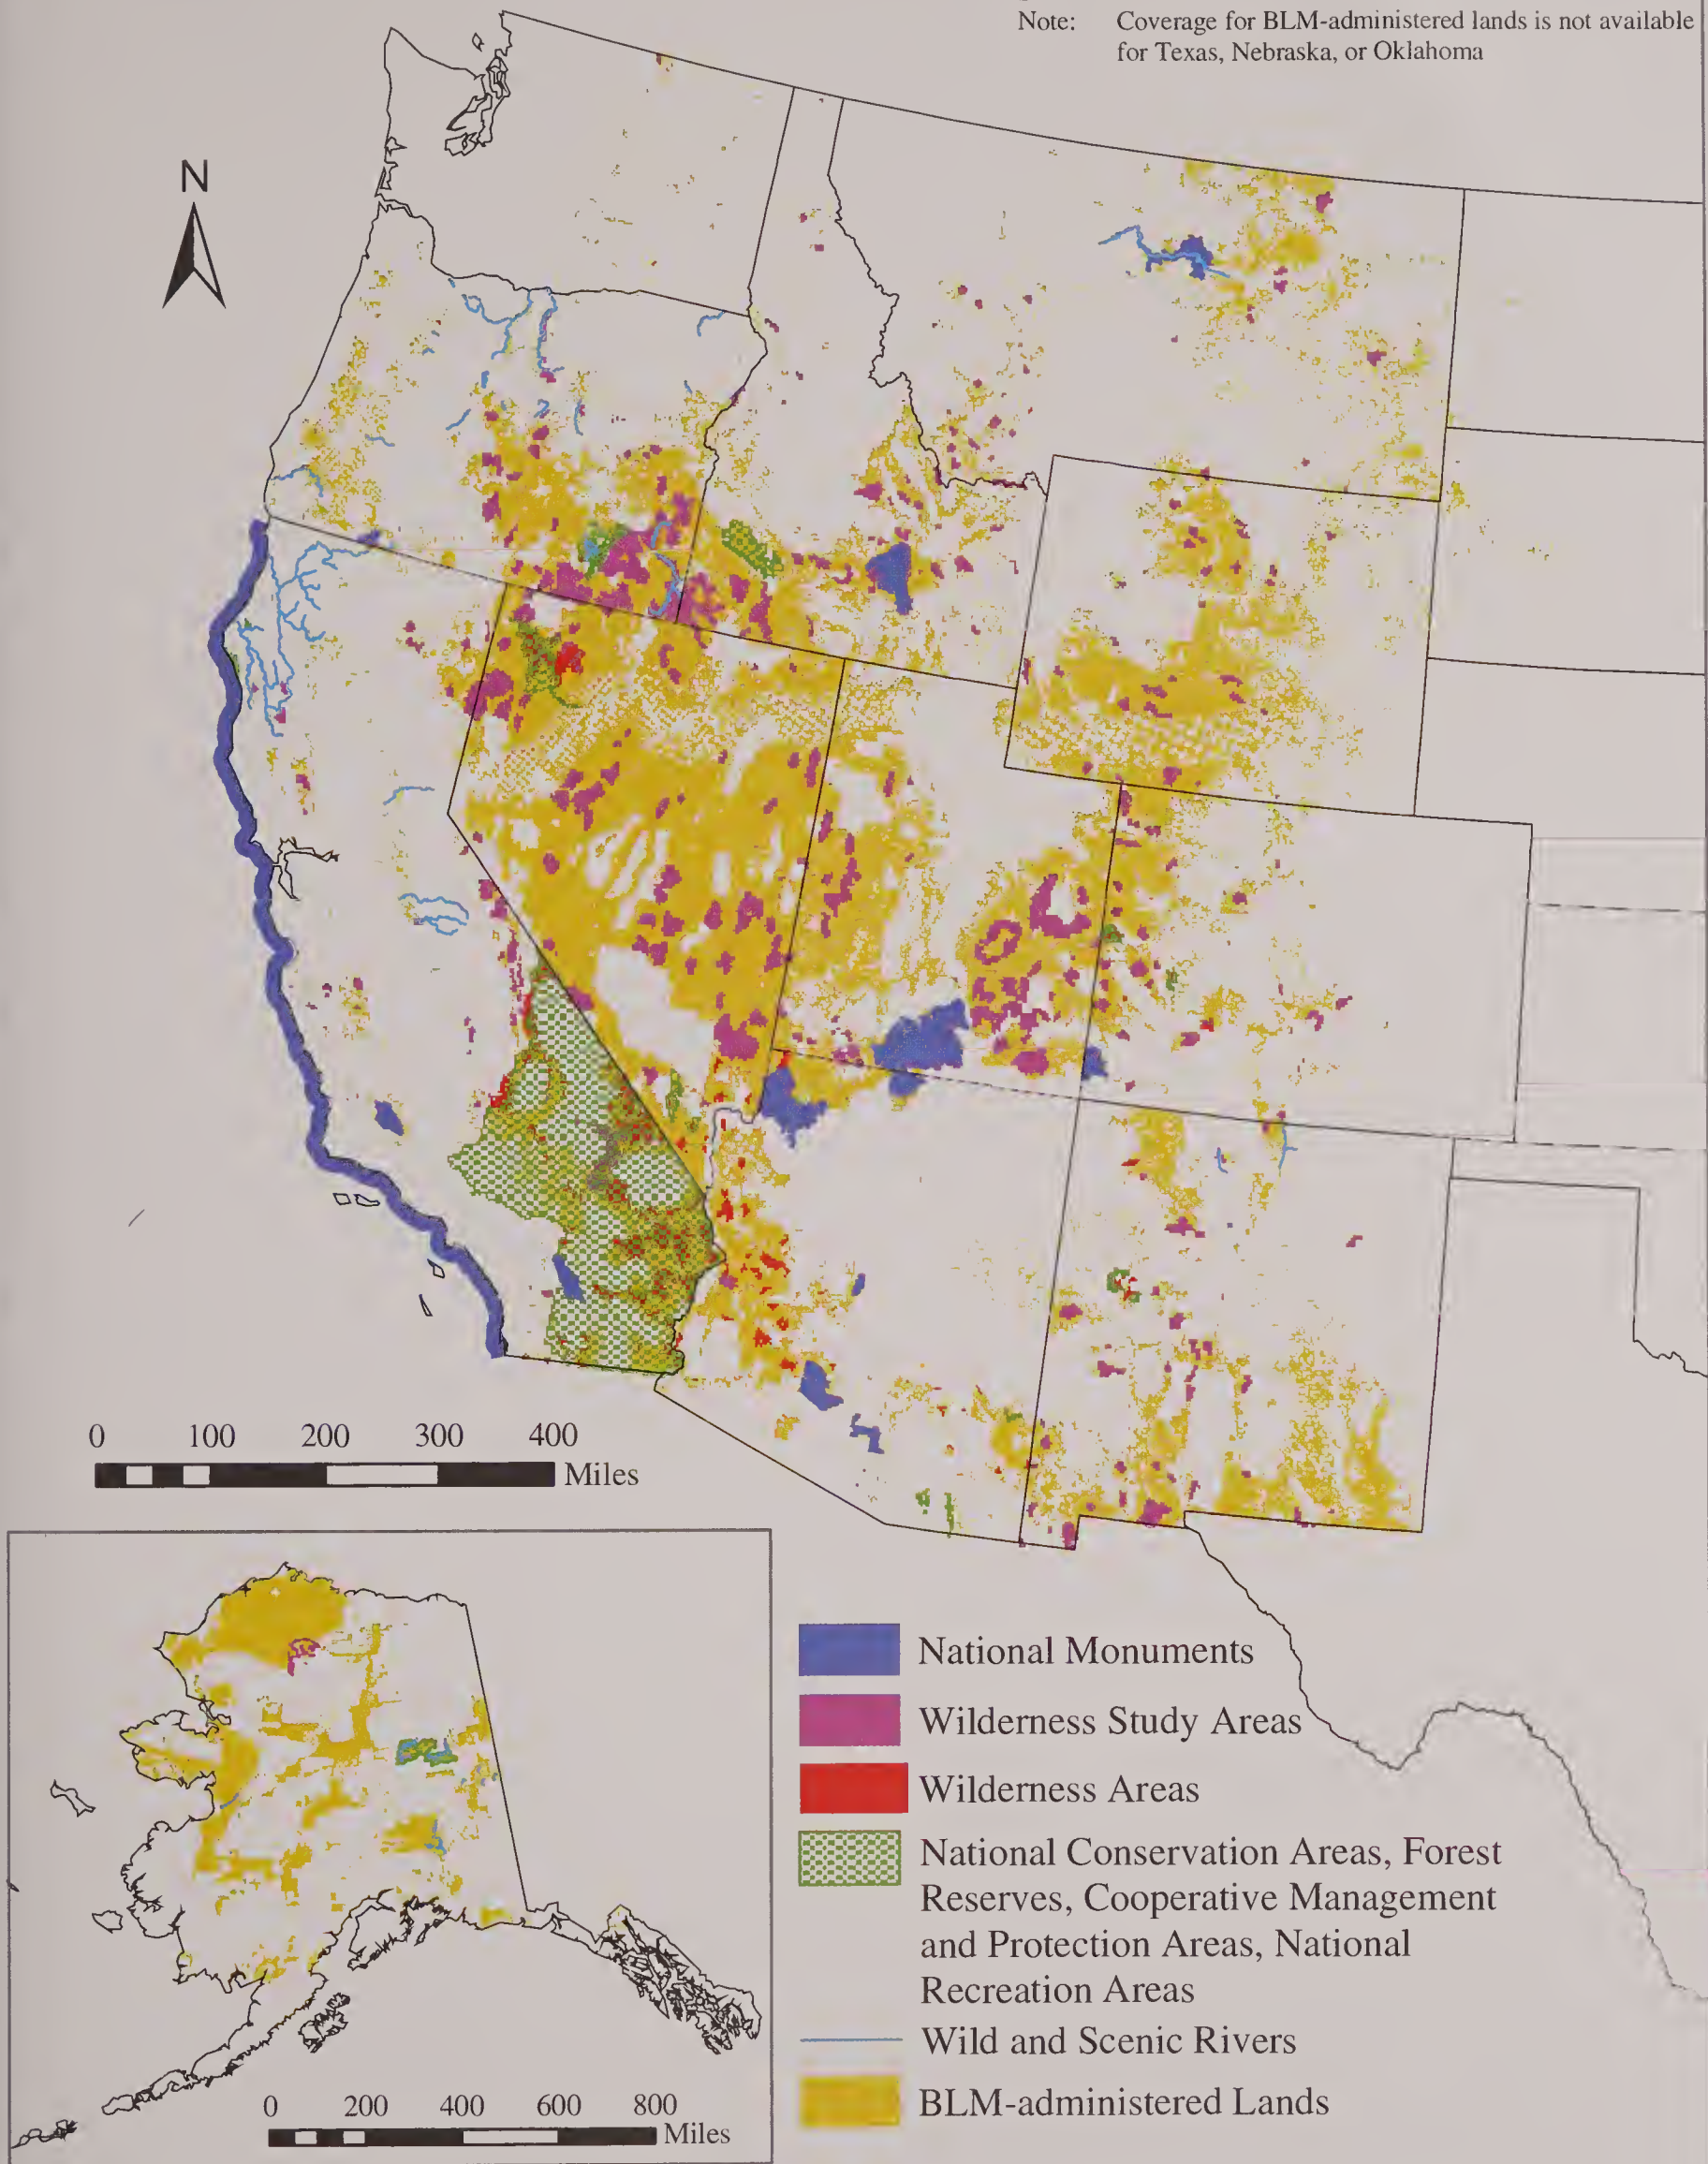 Note: Coverage for BLM-administered lands is not available
for Texas, Nebraska, or Oklahoma
N
0 100 200 300 400
Miles
National Monuments
Wilderness Study Areas
Wilderness Areas
National Conservation Areas, Forest
Reserves, Cooperative Management
and Protection Areas, National
Recreation Areas
Wild and Scenic Rivers
BLM-administered Lands
0 200 400 600 800
Miles